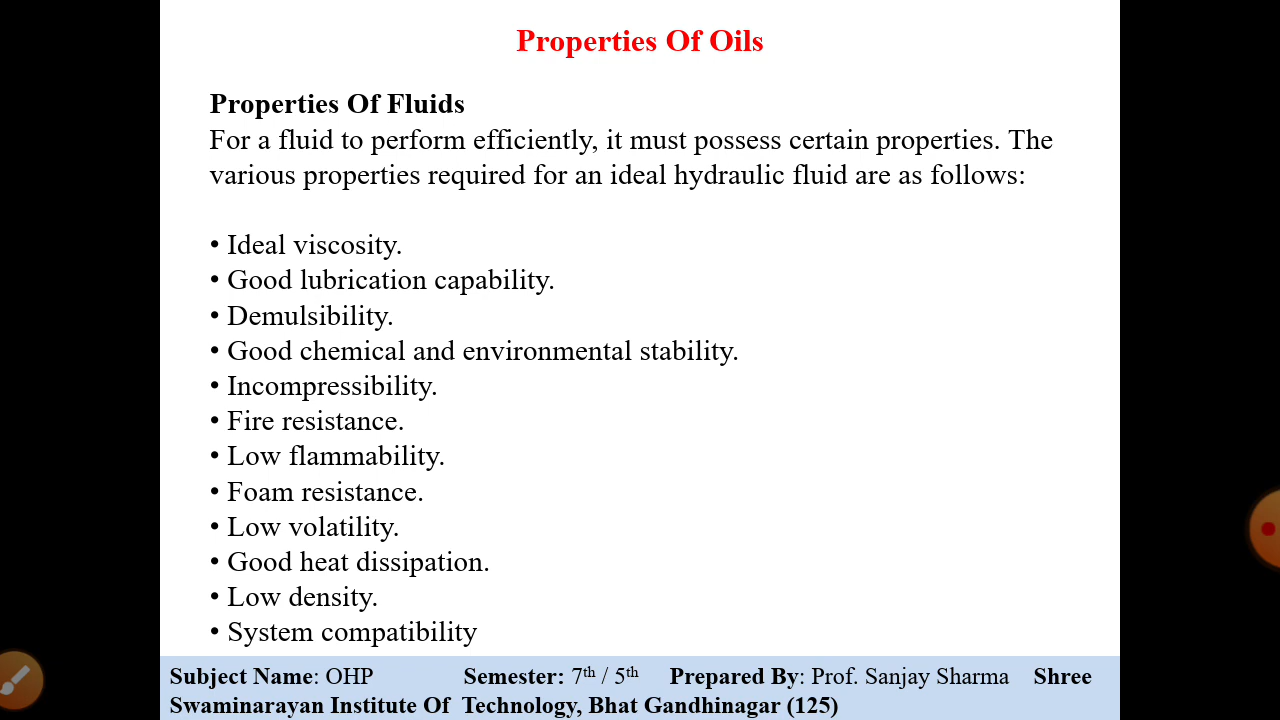 Properties Of Oils
Properties Of Fluids
For a fluid to perform efficiently, it must possess certain properties. The
various properties required for an ideal hydraulic fluid are as follows:
• Ideal viscosity.
• Good lubrication capability.
• Demulsibility.
• Good chemical and environmental stability.
• Incompressibility.
• Fire resistance.
• Low flammability.
• Foam resistance.
• Low volatility.
• Good heat dissipation.
• Low density.
• System compatibility
Subject Name: OHP Semester: 7th / 5th Prepared By: Prof. Sanjay Sharma Shree
Swaminarayan Institute Of Technology, Bhat Gandhinagar (125)